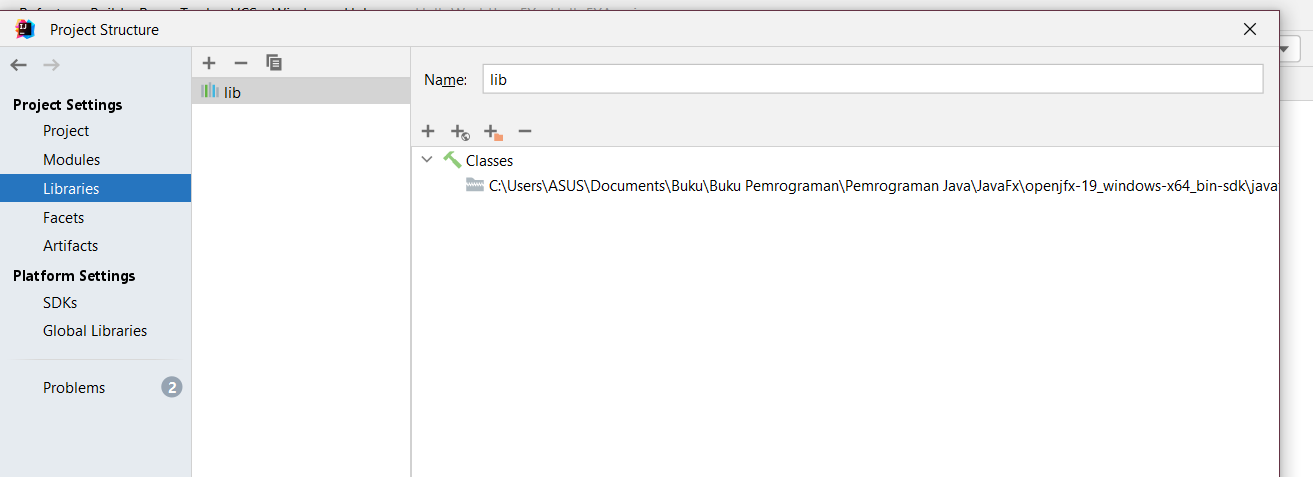 Project Structure
Project Settings
Project
Modules
Libraries
Facets
Artifacts
Platform Settings
SDKs
Global Libraries
Problems 2
lib
Name: lib
Classes
C:\Users\ASUS\Documents\Buku\Buku Pemrograman\Pemrograman Java\JavaFx\openjfx-19_windows-x64_bin-sdk\java